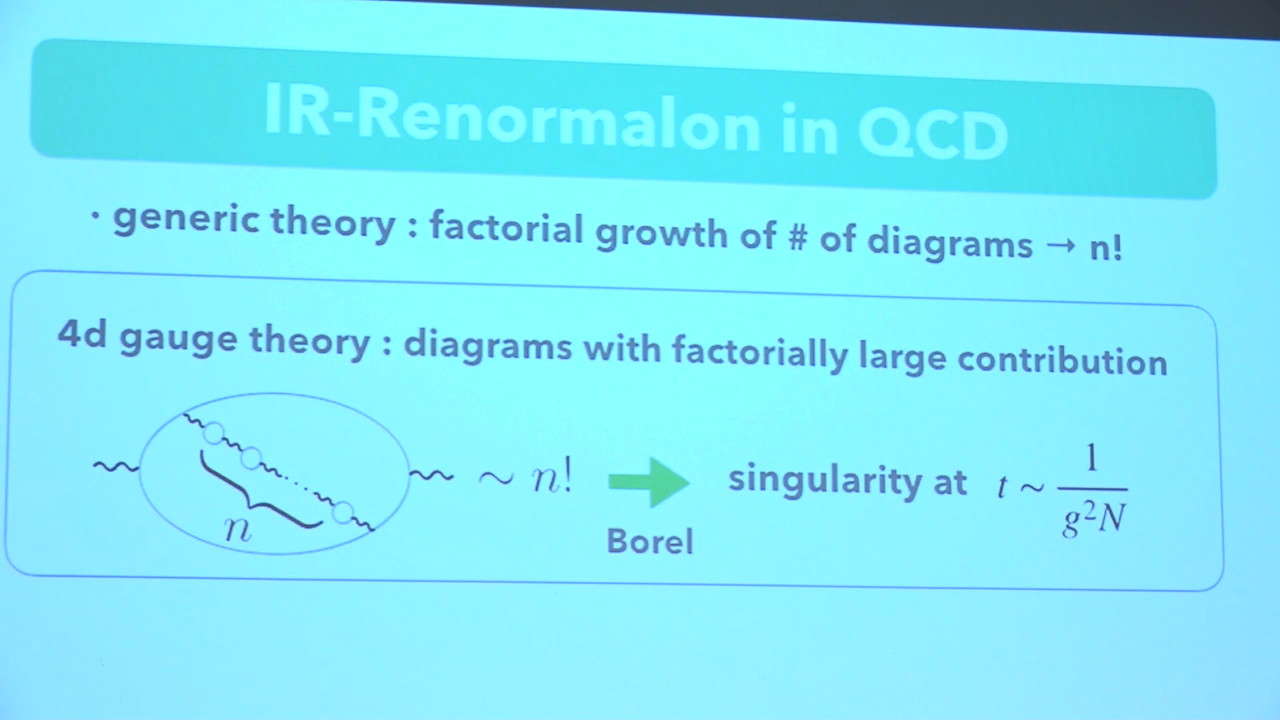 IR-Renormalon in QCD
· generic theory : factorial growth of # of diagrams → n!
4d gauge theory : diagrams with factorially large contribution
n
~ n!
Borel
singularity at t ~ 1/g²N